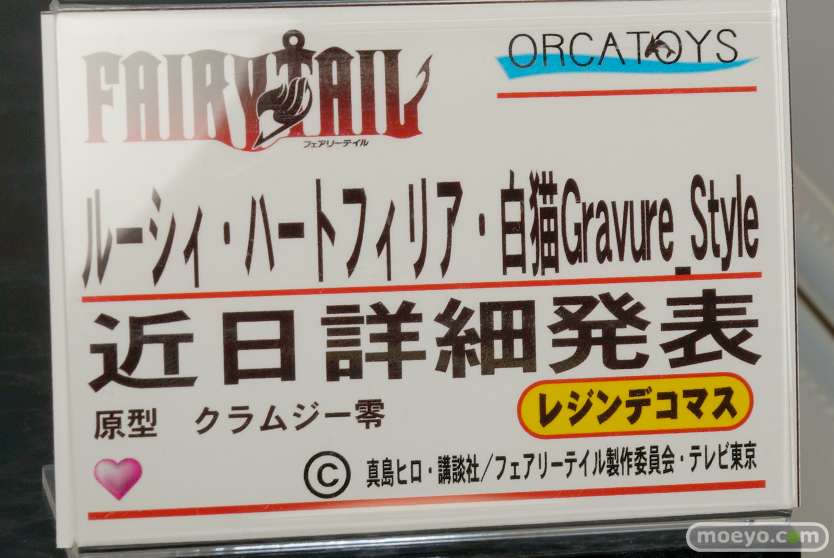 FAIRY TAIL
フェアリーテイル
ORCATOYS
ルーシィ・ハートフィリア・白猫Gravure_Style
近日詳細発表
原型　クラムジー零
レジンデコマス
Ⓒ 真島ヒロ・講談社／フェアリーテイル製作委員会・テレビ東京
moeyo.com